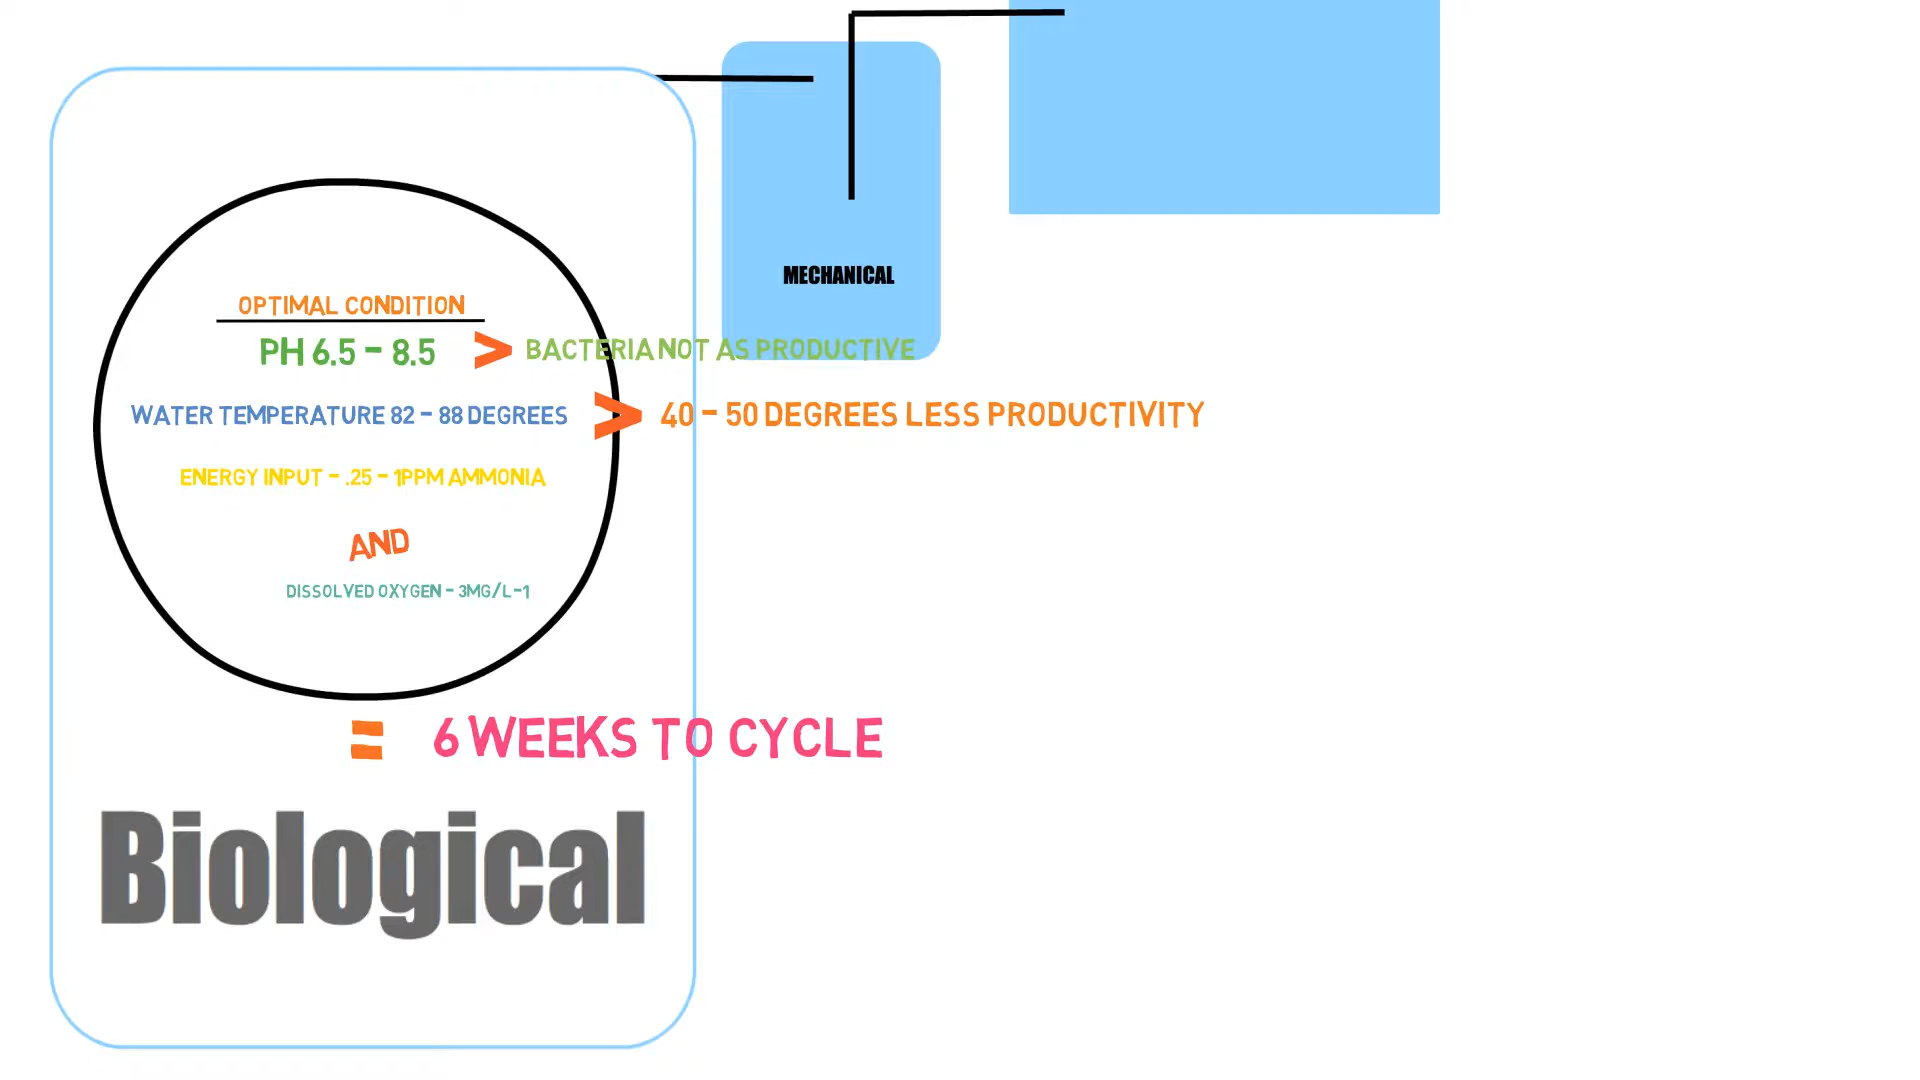 MECHANICAL
OPTIMAL CONDITION
PH 6.5 - 8.5 > BACTERIA NOT AS PRODUCTIVE
WATER TEMPERATURE 82 - 88 DEGREES > 40 - 50 DEGREES LESS PRODUCTIVITY
ENERGY INPUT - .25 - 1PPM AMMONIA
AND
DISSOLVED OXYGEN - 3MG/L-1
= 6 WEEKS TO CYCLE
Biological